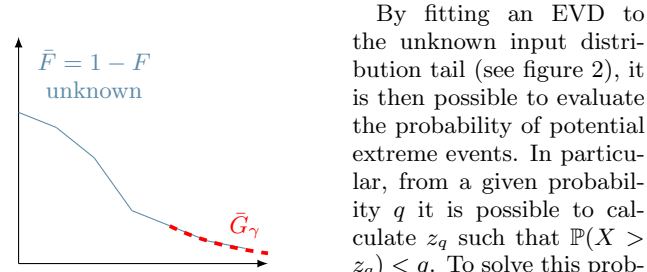 F̄ = 1 − F
unknown
Ḡγ
By fitting an EVD to
the unknown input distri-
bution tail (see figure 2), it
is then possible to evaluate
the probability of potential
extreme events. In particu-
lar, from a given probabil-
ity q it is possible to cal-
culate zq such that ℙ(X >
zq) < q. To solve this prob-